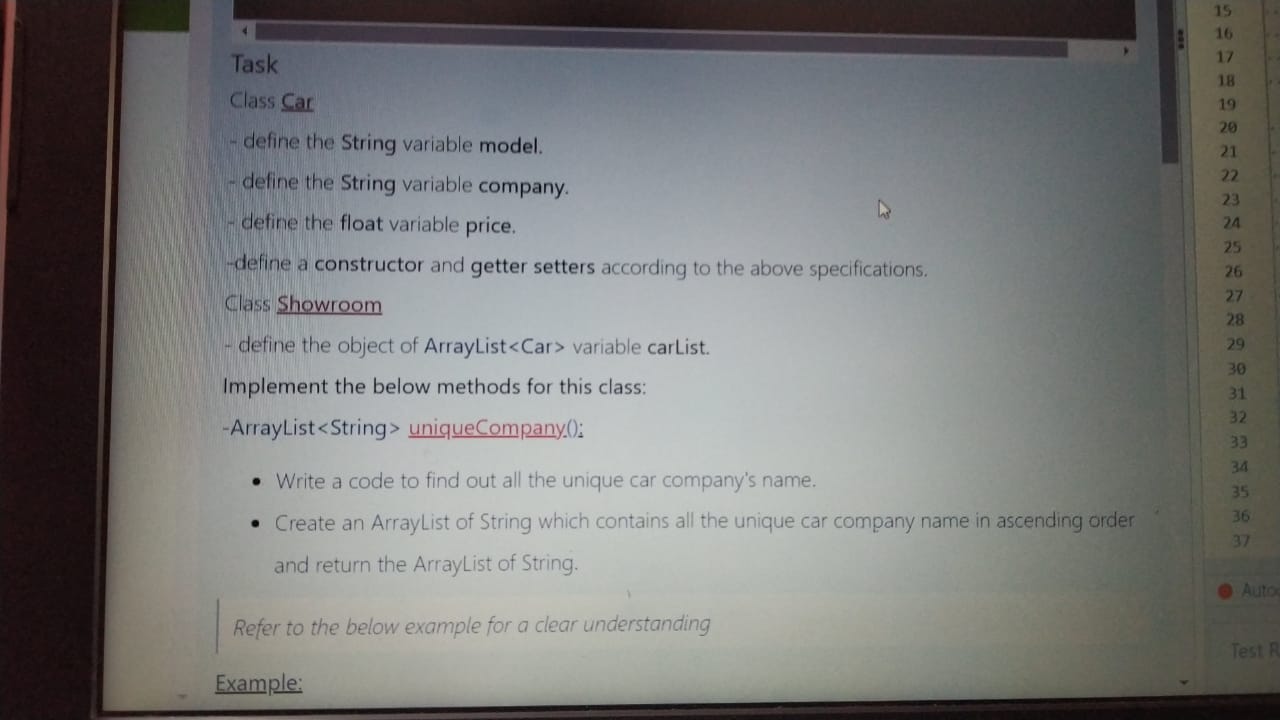 Task
Class Car
- define the String variable model.
- define the String variable company.
- define the float variable price.
-define a constructor and getter setters according to the above specifications.
Class Showroom
- define the object of ArrayList<Car> variable carList.
Implement the below methods for this class:
-ArrayList<String> uniqueCompany();
• Write a code to find out all the unique car company's name.
• Create an ArrayList of String which contains all the unique car company name in ascending order
and return the ArrayList of String.
Refer to the below example for a clear understanding
Example:
15
16
17
18
19
20
21
22
23
24
25
26
27
28
29
30
31
32
33
34
35
36
37
Auto
Test R